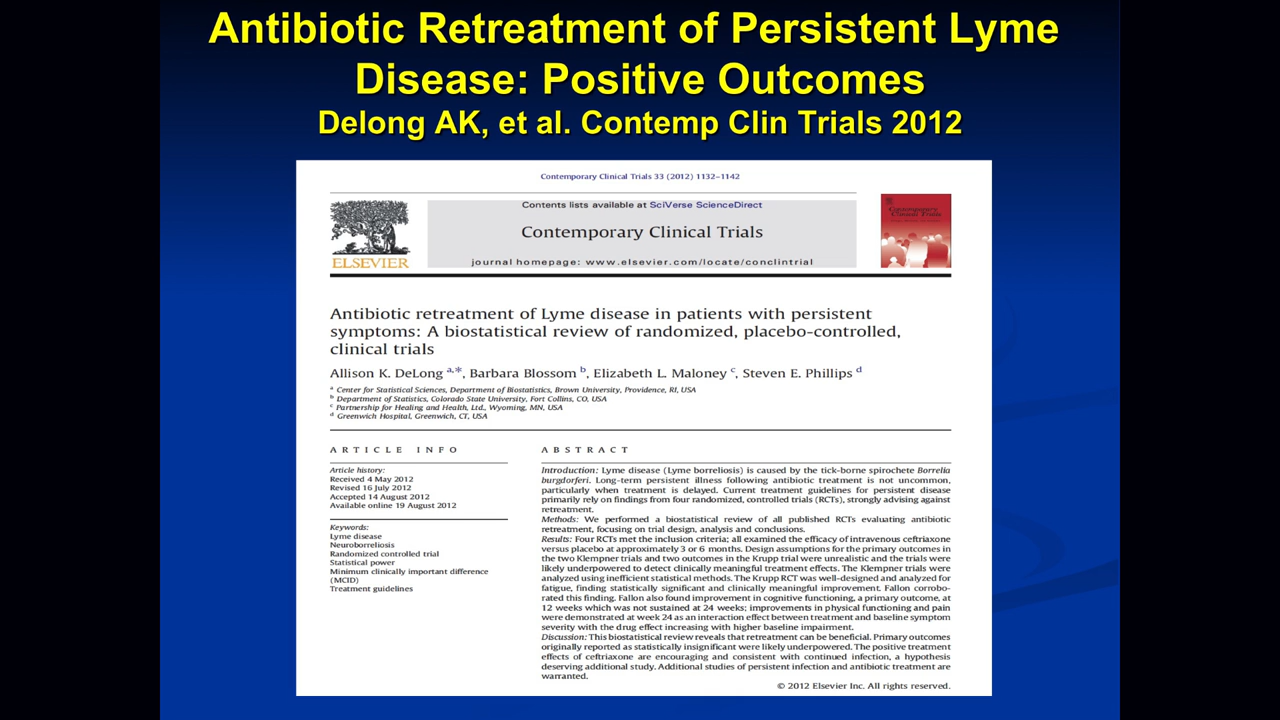 Antibiotic Retreatment of Persistent Lyme
Disease: Positive Outcomes
Delong AK, et al. Contemp Clin Trials 2012
Contemporary Clinical Trials 33 (2012) 1132–1142
Contents lists available at SciVerse ScienceDirect
Contemporary Clinical Trials
journal homepage: www.elsevier.com/locate/conclintrial
ELSEVIER
Contemporary
Clinical Trials
Antibiotic retreatment of Lyme disease in patients with persistent
symptoms: A biostatistical review of randomized, placebo-controlled,
clinical trials
Allison K. DeLong a,*, Barbara Blossom b, Elizabeth L. Maloney c, Steven E. Phillips d
a Center for Statistical Sciences, Department of Biostatistics, Brown University, Providence, RI, USA
b Department of Statistics, Colorado State University, Fort Collins, CO, USA
c Partnership for Healing and Health, Ltd., Wyoming, MN, USA
d Greenwich Hospital, Greenwich, CT, USA
ARTICLE INFO
Article history:
Received 4 May 2012
Revised 16 July 2012
Accepted 14 August 2012
Available online 19 August 2012
Keywords:
Lyme disease
Neuroborreliosis
Randomized controlled trial
Statistical power
Minimum clinically important difference
(MCID)
Treatment guidelines
ABSTRACT
Introduction: Lyme disease (Lyme borreliosis) is caused by the tick-borne spirochete Borrelia
burgdorferi. Long-term persistent illness following antibiotic treatment is not uncommon,
particularly when treatment is delayed. Current treatment guidelines for persistent disease
primarily rely on findings from four randomized, controlled trials (RCTs), strongly advising against
retreatment.
Methods: We performed a biostatistical review of all published RCTs evaluating antibiotic
retreatment, focusing on trial design, analysis and conclusions.
Results: Four RCTs met the inclusion criteria; all examined the efficacy of intravenous ceftriaxone
versus placebo at approximately 3 or 6 months. Design assumptions for the primary outcomes in
the two Klempner trials and two outcomes in the Krupp trial were unrealistic and the trials were
likely underpowered to detect clinically meaningful treatment effects. The Klempner trials were
analyzed using inefficient statistical methods. The Krupp RCT was well-designed and analyzed for
fatigue, finding statistically significant and clinically meaningful improvement. Fallon corrobo-
rated this finding. Fallon also found improvement in cognitive functioning, a primary outcome, at
12 weeks which was not sustained at 24 weeks; improvements in physical functioning and pain
were demonstrated at week 24 as an interaction effect between treatment and baseline symptom
severity with the drug effect increasing with higher baseline impairment.
Discussion: This biostatistical review reveals that retreatment can be beneficial. Primary outcomes
originally reported as statistically insignificant were likely underpowered. The positive treatment
effects of ceftriaxone are encouraging and consistent with continued infection, a hypothesis
deserving additional study. Additional studies of persistent infection and antibiotic treatment are
warranted.
© 2012 Elsevier Inc. All rights reserved.